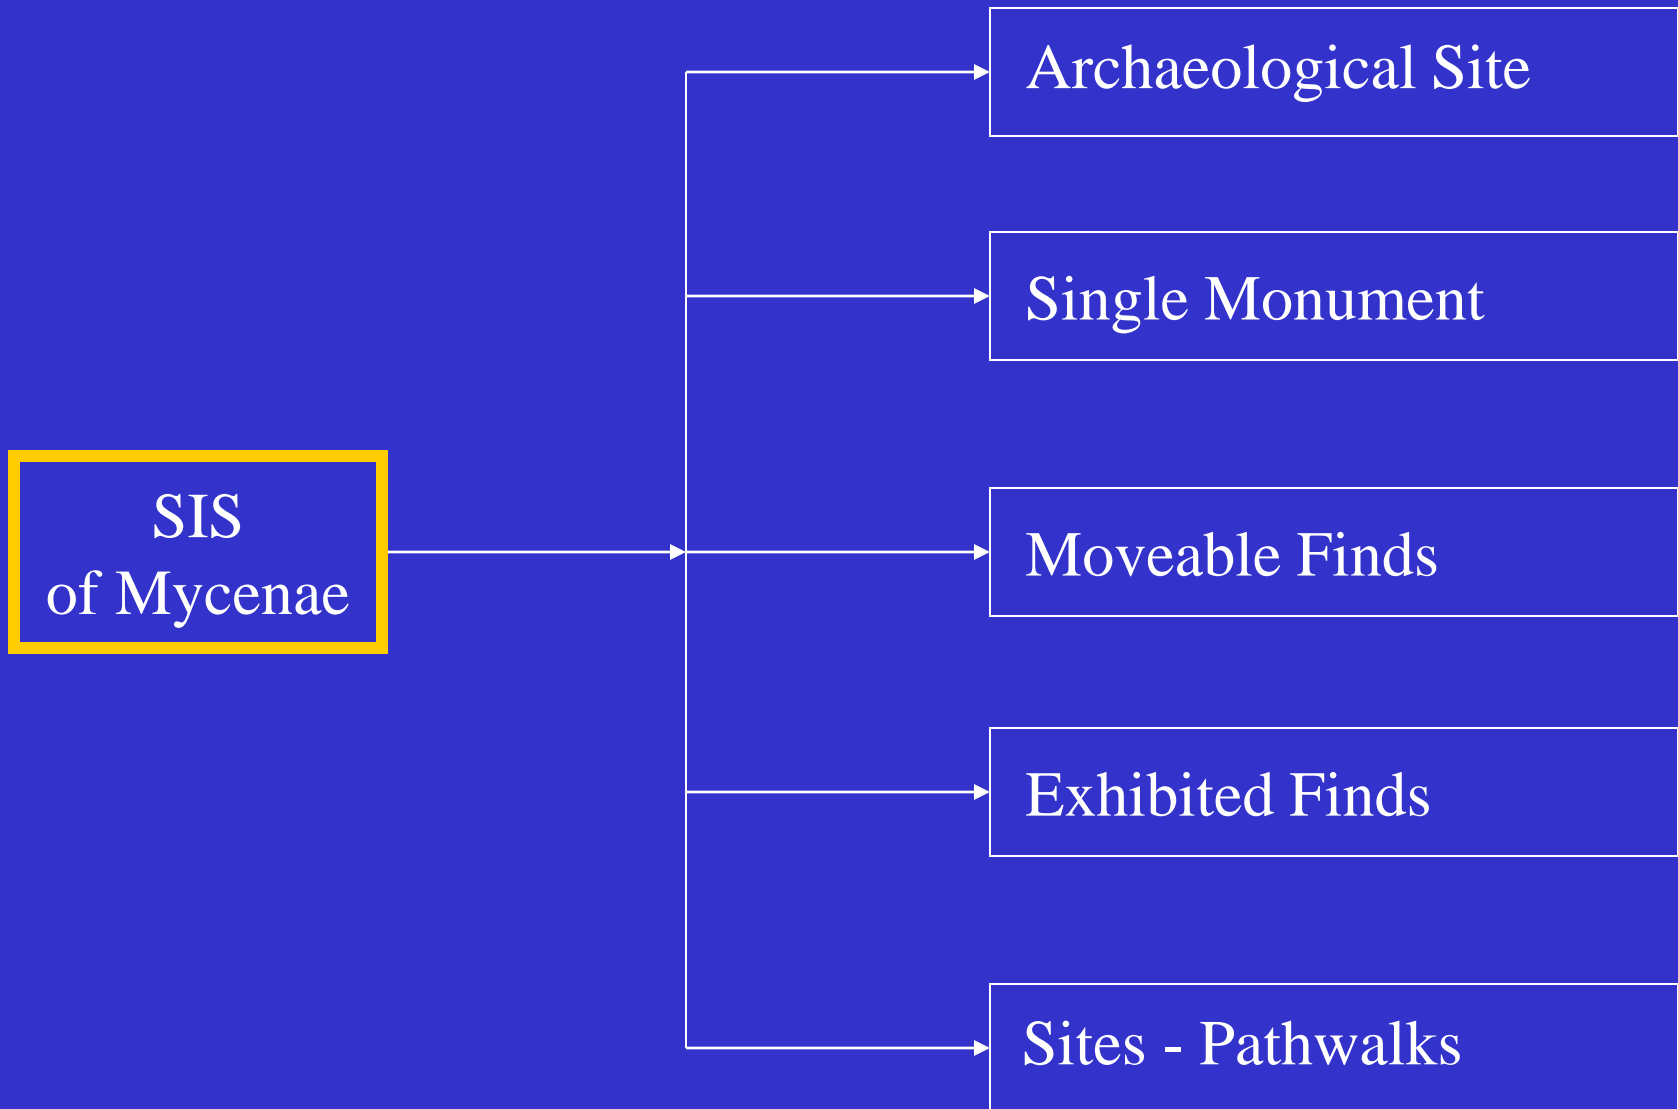 SIS
of Mycenae
Archaeological Site
Single Monument
Moveable Finds
Exhibited Finds
Sites - Pathwalks